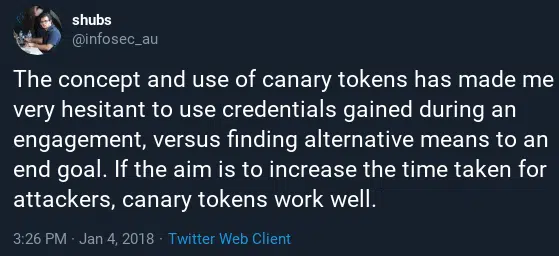 shubs
@infosec_au
The concept and use of canary tokens has made me
very hesitant to use credentials gained during an
engagement, versus finding alternative means to an
end goal. If the aim is to increase the time taken for
attackers, canary tokens work well.
3:26 PM · Jan 4, 2018 · Twitter Web Client